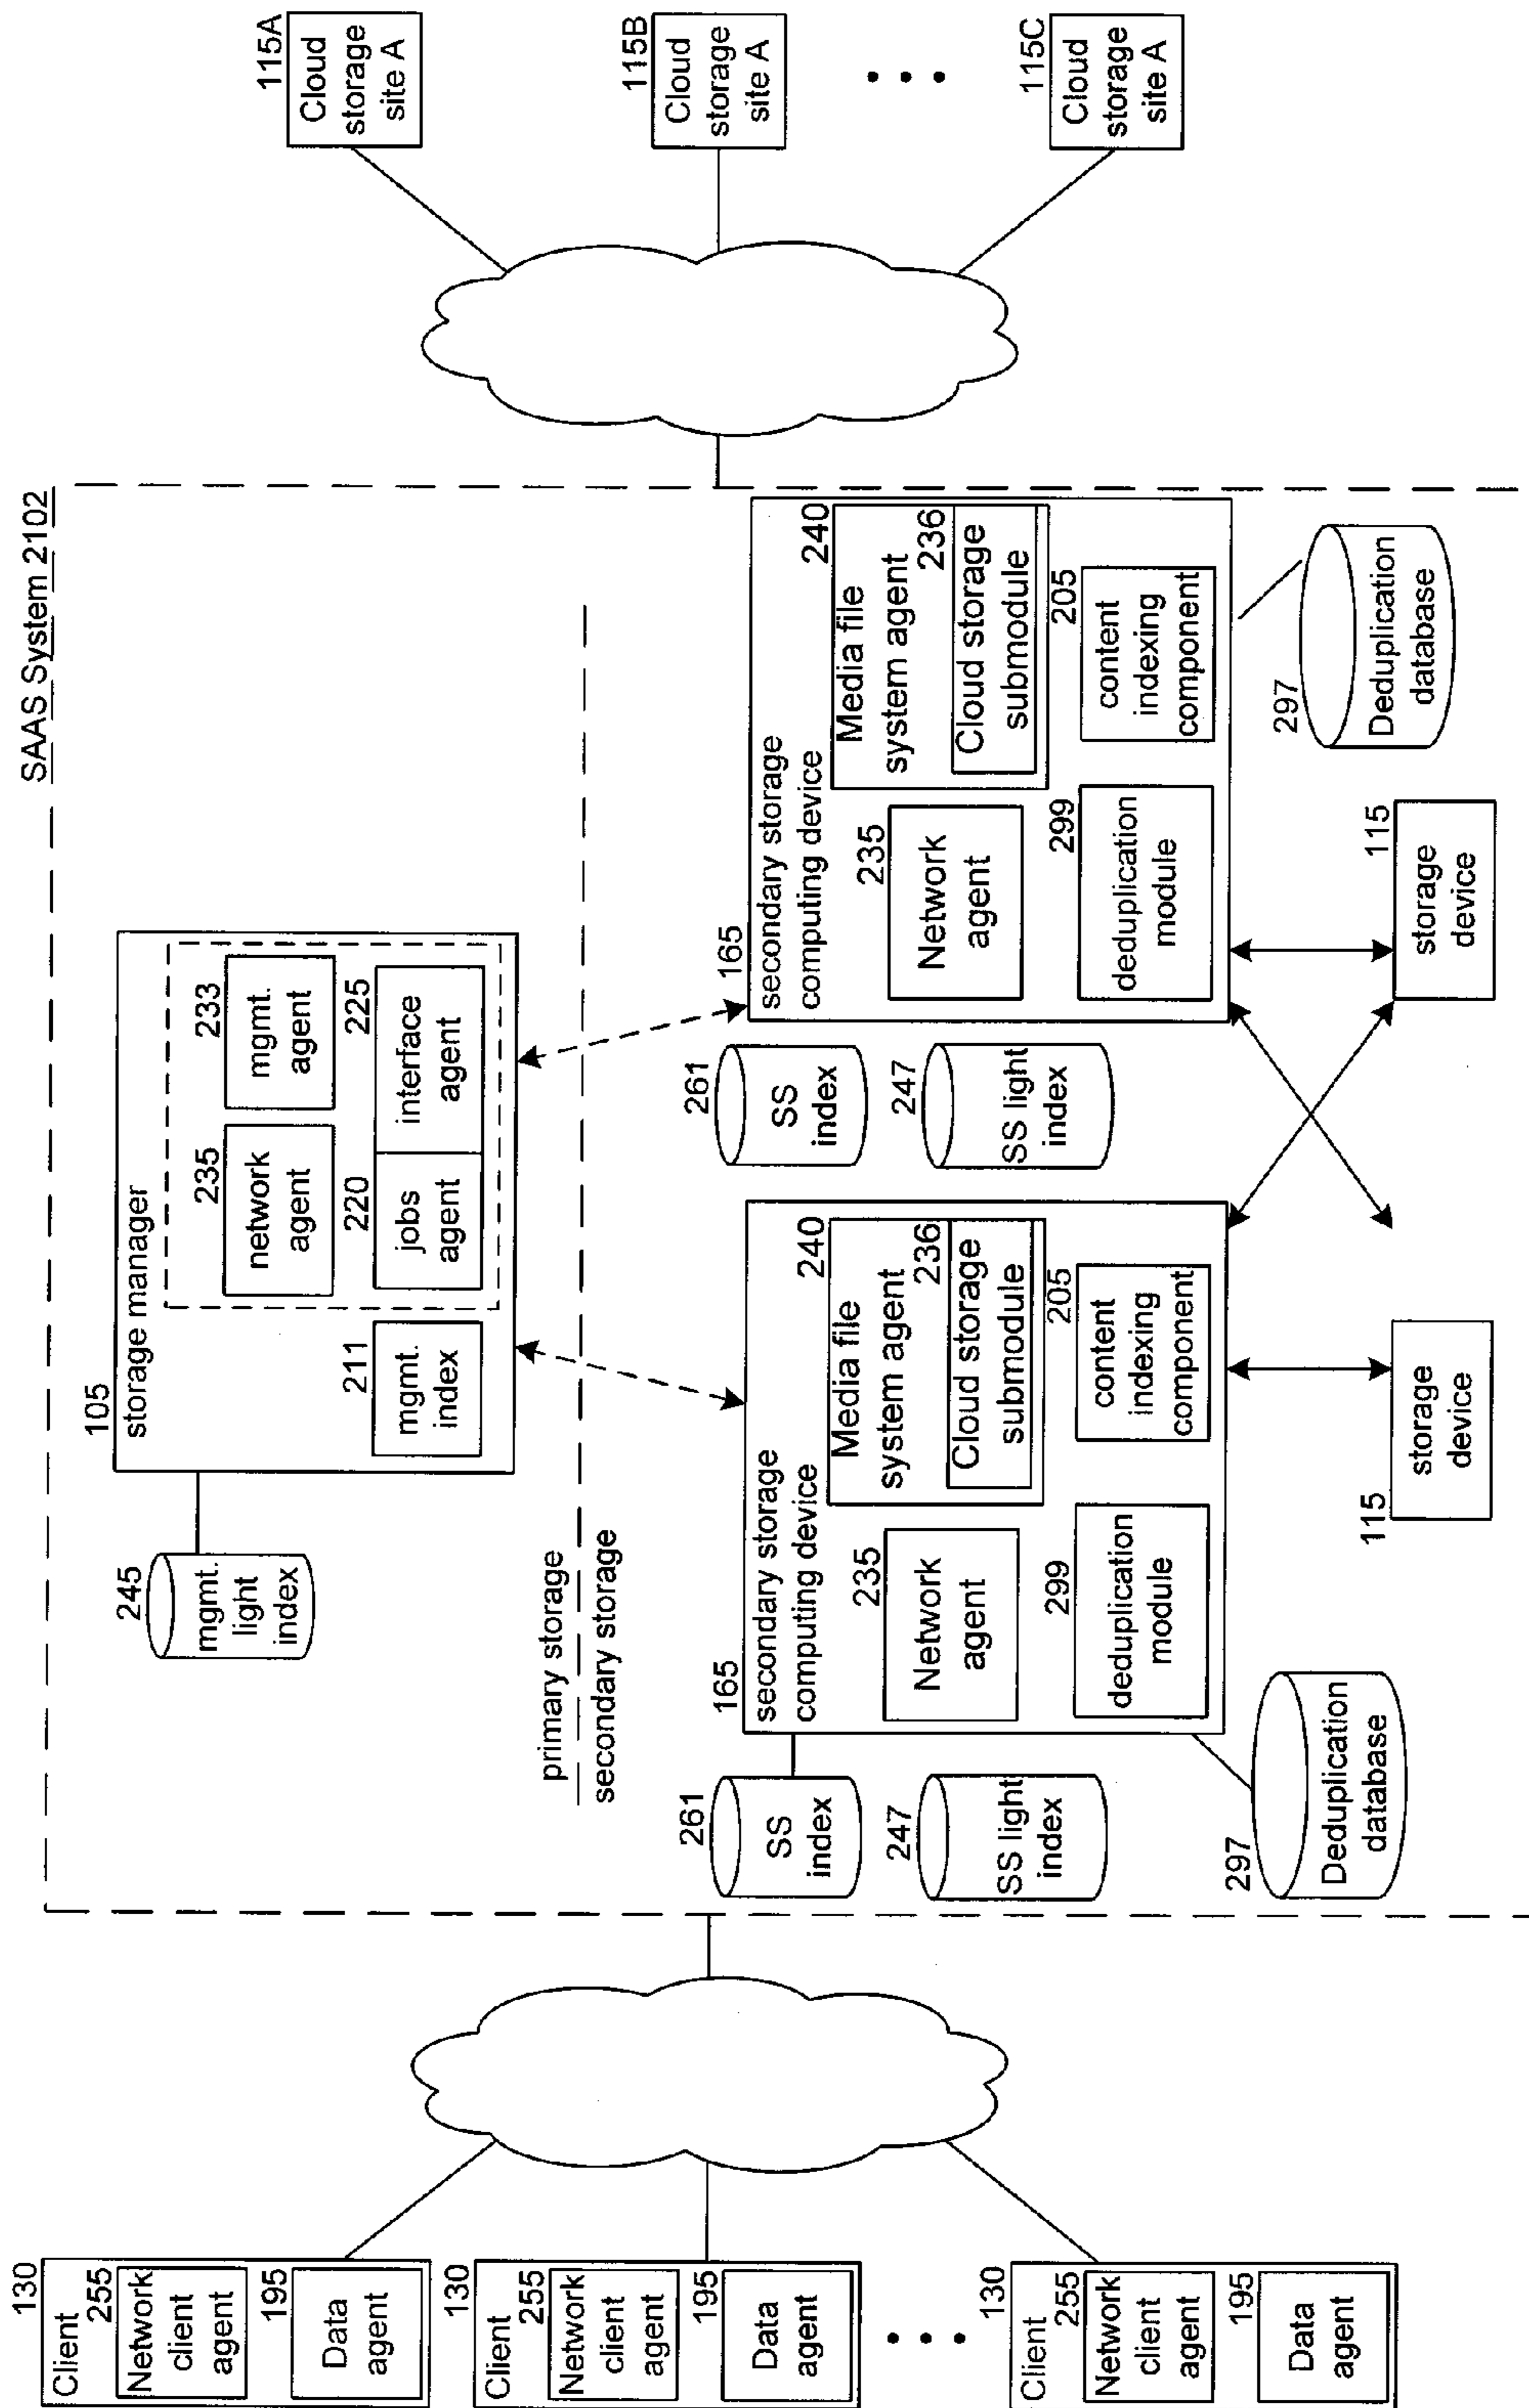 SAAS System 2102
130
Client
255
Network
client
agent
195
Data
agent
130
Client
255
Network
client
agent
195
Data
agent
130
Client
255
Network
client
agent
195
Data
agent
245
mgmt.
light
index
105
storage manager
211
mgmt.
index
235
network
agent
233
mgmt.
agent
220
jobs
agent
225
interface
agent
primary storage
secondary storage
261
SS
index
247
SS light
index
297
Deduplication
database
165
secondary storage
computing device
235
Network
agent
240
Media file
system agent
236
Cloud storage
submodule
299
deduplication
module
205
content
indexing
component
115
storage
device
261
SS
index
247
SS light
index
165
secondary storage
computing device
235
Network
agent
240
Media file
system agent
236
Cloud storage
submodule
299
deduplication
module
205
content
indexing
component
115
storage
device
297
Deduplication
database
115A
Cloud
storage
site A
115B
Cloud
storage
site A
115C
Cloud
storage
site A